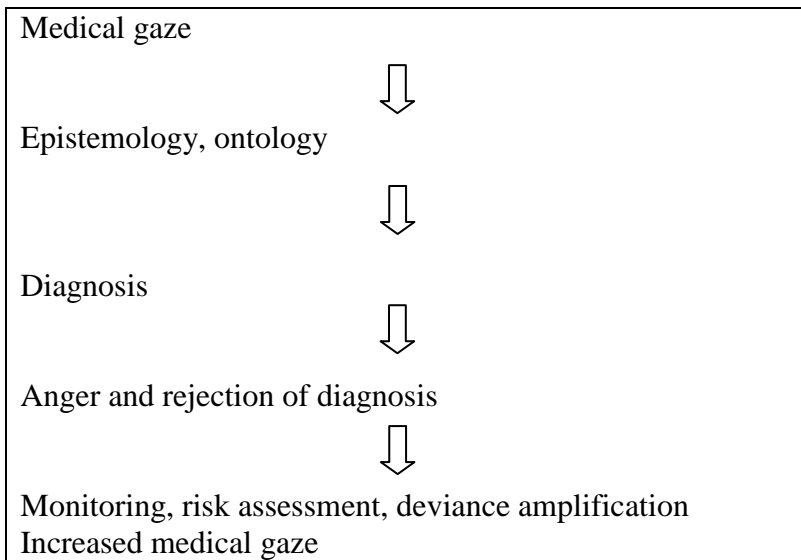 Medical gaze
Epistemology, ontology
Diagnosis
Anger and rejection of diagnosis
Monitoring, risk assessment, deviance amplification
Increased medical gaze